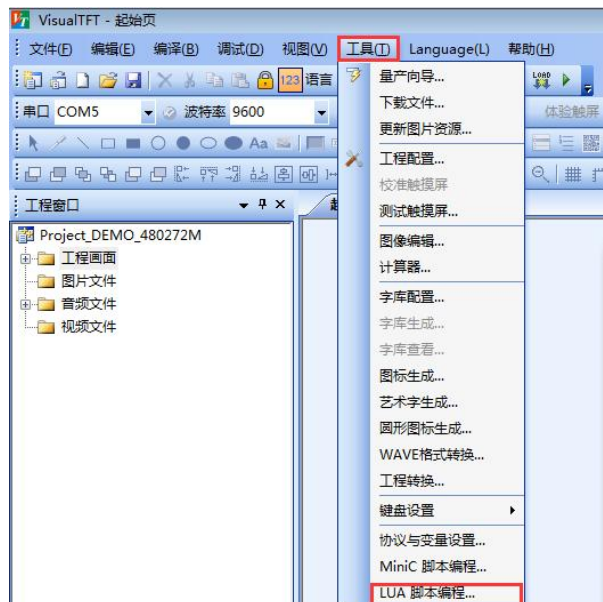 VisualTFT - 起始页
文件(F) 编辑(E) 编译(B) 调试(D) 视图(V) 工具(T) Language(L) 帮助(H)
123 语言 LOAD
串口 COM5 波特率 9600 体验触屏
Aa
工程窗口
Project_DEMO_480272M
工程画面
图片文件
音频文件
视频文件
量产向导...
下载文件...
更新图片资源...
工程配置...
校准触摸屏
测试触摸屏...
图像编辑...
计算器...
字库配置...
字库生成...
字库查看...
图标生成...
艺术字生成...
圆形图标生成...
WAVE格式转换...
工程转换...
键盘设置
协议与变量设置...
MiniC 脚本编程...
LUA 脚本编程...